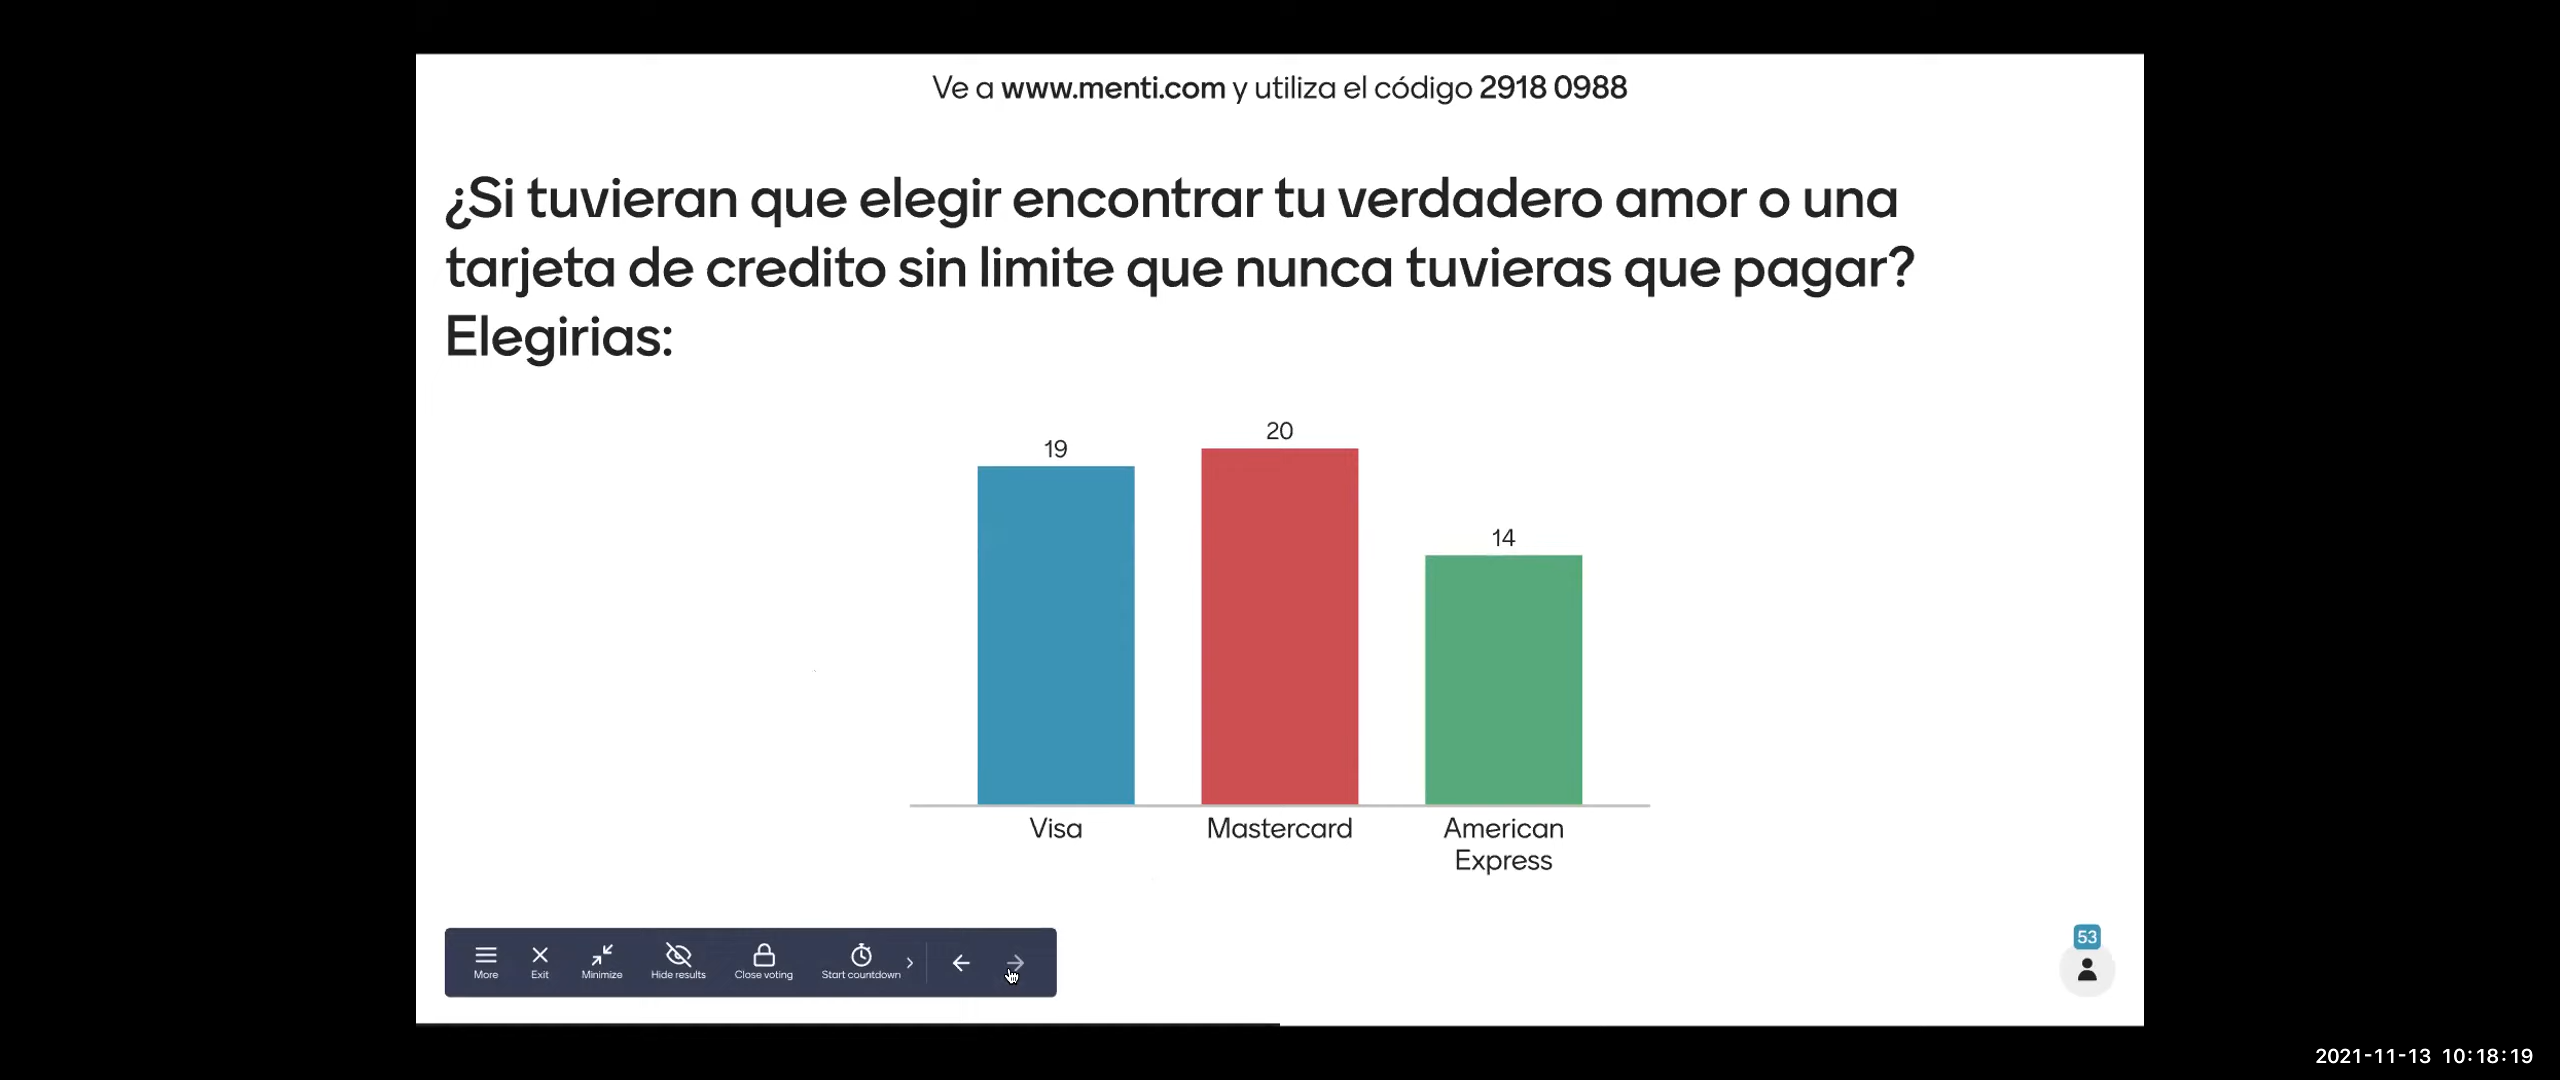 Ve a www.menti.com y utiliza el código 2918 0988
¿Si tuvieran que elegir encontrar tu verdadero amor o una
tarjeta de credito sin limite que nunca tuvieras que pagar?
Elegirias:
19
20
14
Visa
Mastercard
American
Express
More
Exit
Minimize
Hide results
Close voting
Start countdown
53
2021-11-13 10:18:19